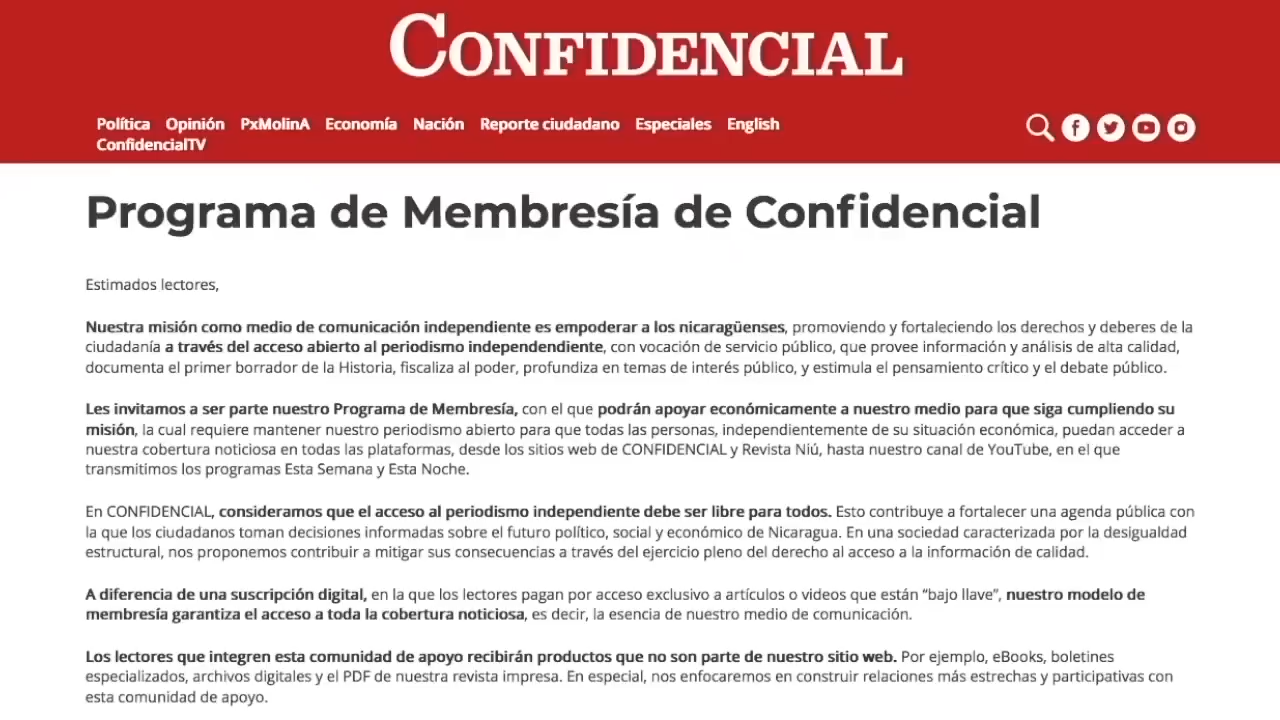 CONFIDENCIAL
Política Opinión PxMolinA Economía Nación Reporte ciudadano Especiales English
ConfidencialTV
Programa de Membresía de Confidencial
Estimados lectores,
Nuestra misión como medio de comunicación independiente es empoderar a los nicaragüenses, promoviendo y fortaleciendo los derechos y deberes de la
ciudadanía a través del acceso abierto al periodismo independendiente, con vocación de servicio público, que provee información y análisis de alta calidad,
documenta el primer borrador de la Historia, fiscaliza al poder, profundiza en temas de interés público, y estimula el pensamiento crítico y el debate público.
Les invitamos a ser parte nuestro Programa de Membresía, con el que podrán apoyar económicamente a nuestro medio para que siga cumpliendo su
misión, la cual requiere mantener nuestro periodismo abierto para que todas las personas, independientemente de su situación económica, puedan acceder a
nuestra cobertura noticiosa en todas las plataformas, desde los sitios web de CONFIDENCIAL y Revista Niú, hasta nuestro canal de YouTube, en el que
transmitimos los programas Esta Semana y Esta Noche.
En CONFIDENCIAL, consideramos que el acceso al periodismo independiente debe ser libre para todos. Esto contribuye a fortalecer una agenda pública con
la que los ciudadanos toman decisiones informadas sobre el futuro político, social y económico de Nicaragua. En una sociedad caracterizada por la desigualdad
estructural, nos proponemos contribuir a mitigar sus consecuencias a través del ejercicio pleno del derecho al acceso a la información de calidad.
A diferencia de una suscripción digital, en la que los lectores pagan por acceso exclusivo a artículos o videos que están “bajo llave”, nuestro modelo de
membresía garantiza el acceso a toda la cobertura noticiosa, es decir, la esencia de nuestro medio de comunicación.
Los lectores que integren esta comunidad de apoyo recibirán productos que no son parte de nuestro sitio web. Por ejemplo, eBooks, boletines
especializados, archivos digitales y el PDF de nuestra revista impresa. En especial, nos enfocaremos en construir relaciones más estrechas y participativas con
esta comunidad de apoyo.